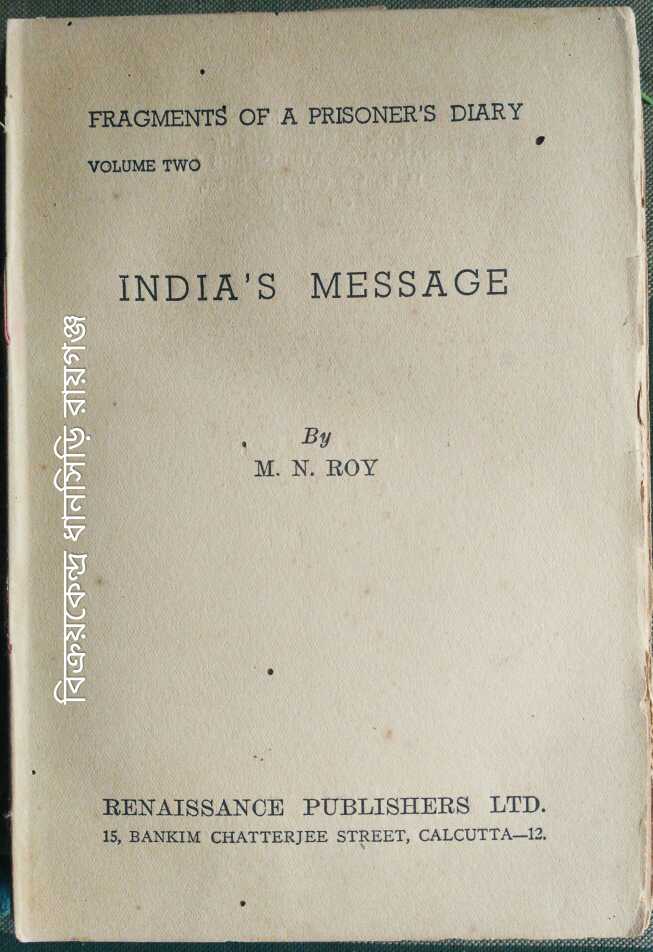 FRAGMENTS OF A PRISONER'S DIARY
VOLUME TWO
INDIA'S MESSAGE
By
M. N. ROY
RENAISSANCE PUBLISHERS LTD.
15, BANKIM CHATTERJEE STREET, CALCUTTA—12.
বিক্রয়কেন্দ্র ধানসিড়ি রায়গঞ্জ